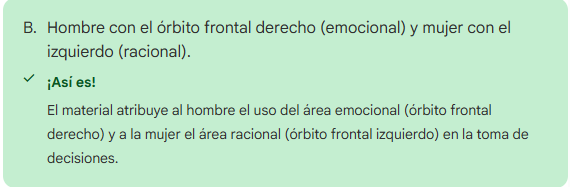 B. Hombre con el órbito frontal derecho (emocional) y mujer con el
izquierdo (racional).
¡Así es!
El material atribuye al hombre el uso del área emocional (órbito frontal
derecho) y a la mujer el área racional (órbito frontal izquierdo) en la toma de
decisiones.